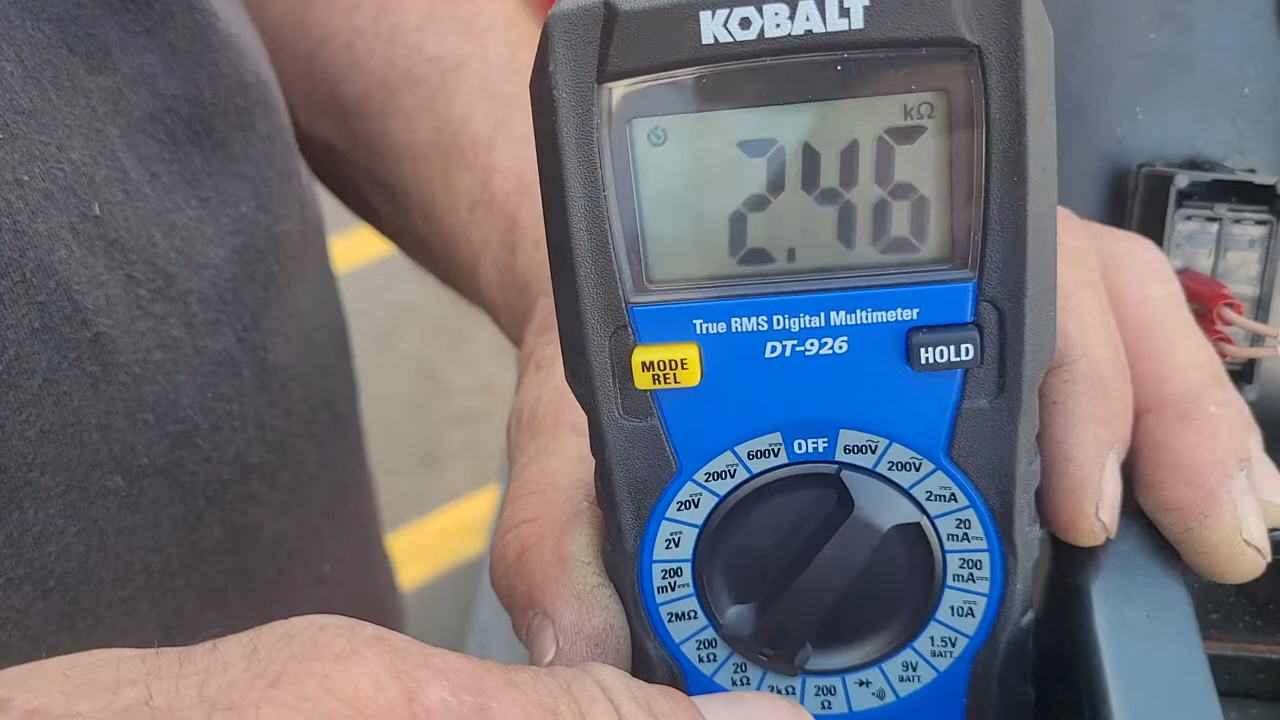 KOBALT
kΩ
2.46
True RMS Digital Multimeter
DT-926
MODE
REL
HOLD
OFF
600V
200V
2mA
20
mA
200
mA
10A
1.5V
BATT.
9V
BATT.
200
Ω
2kΩ
20
kΩ
200
kΩ
2MΩ
200
mV
2V
20V
200V
600V